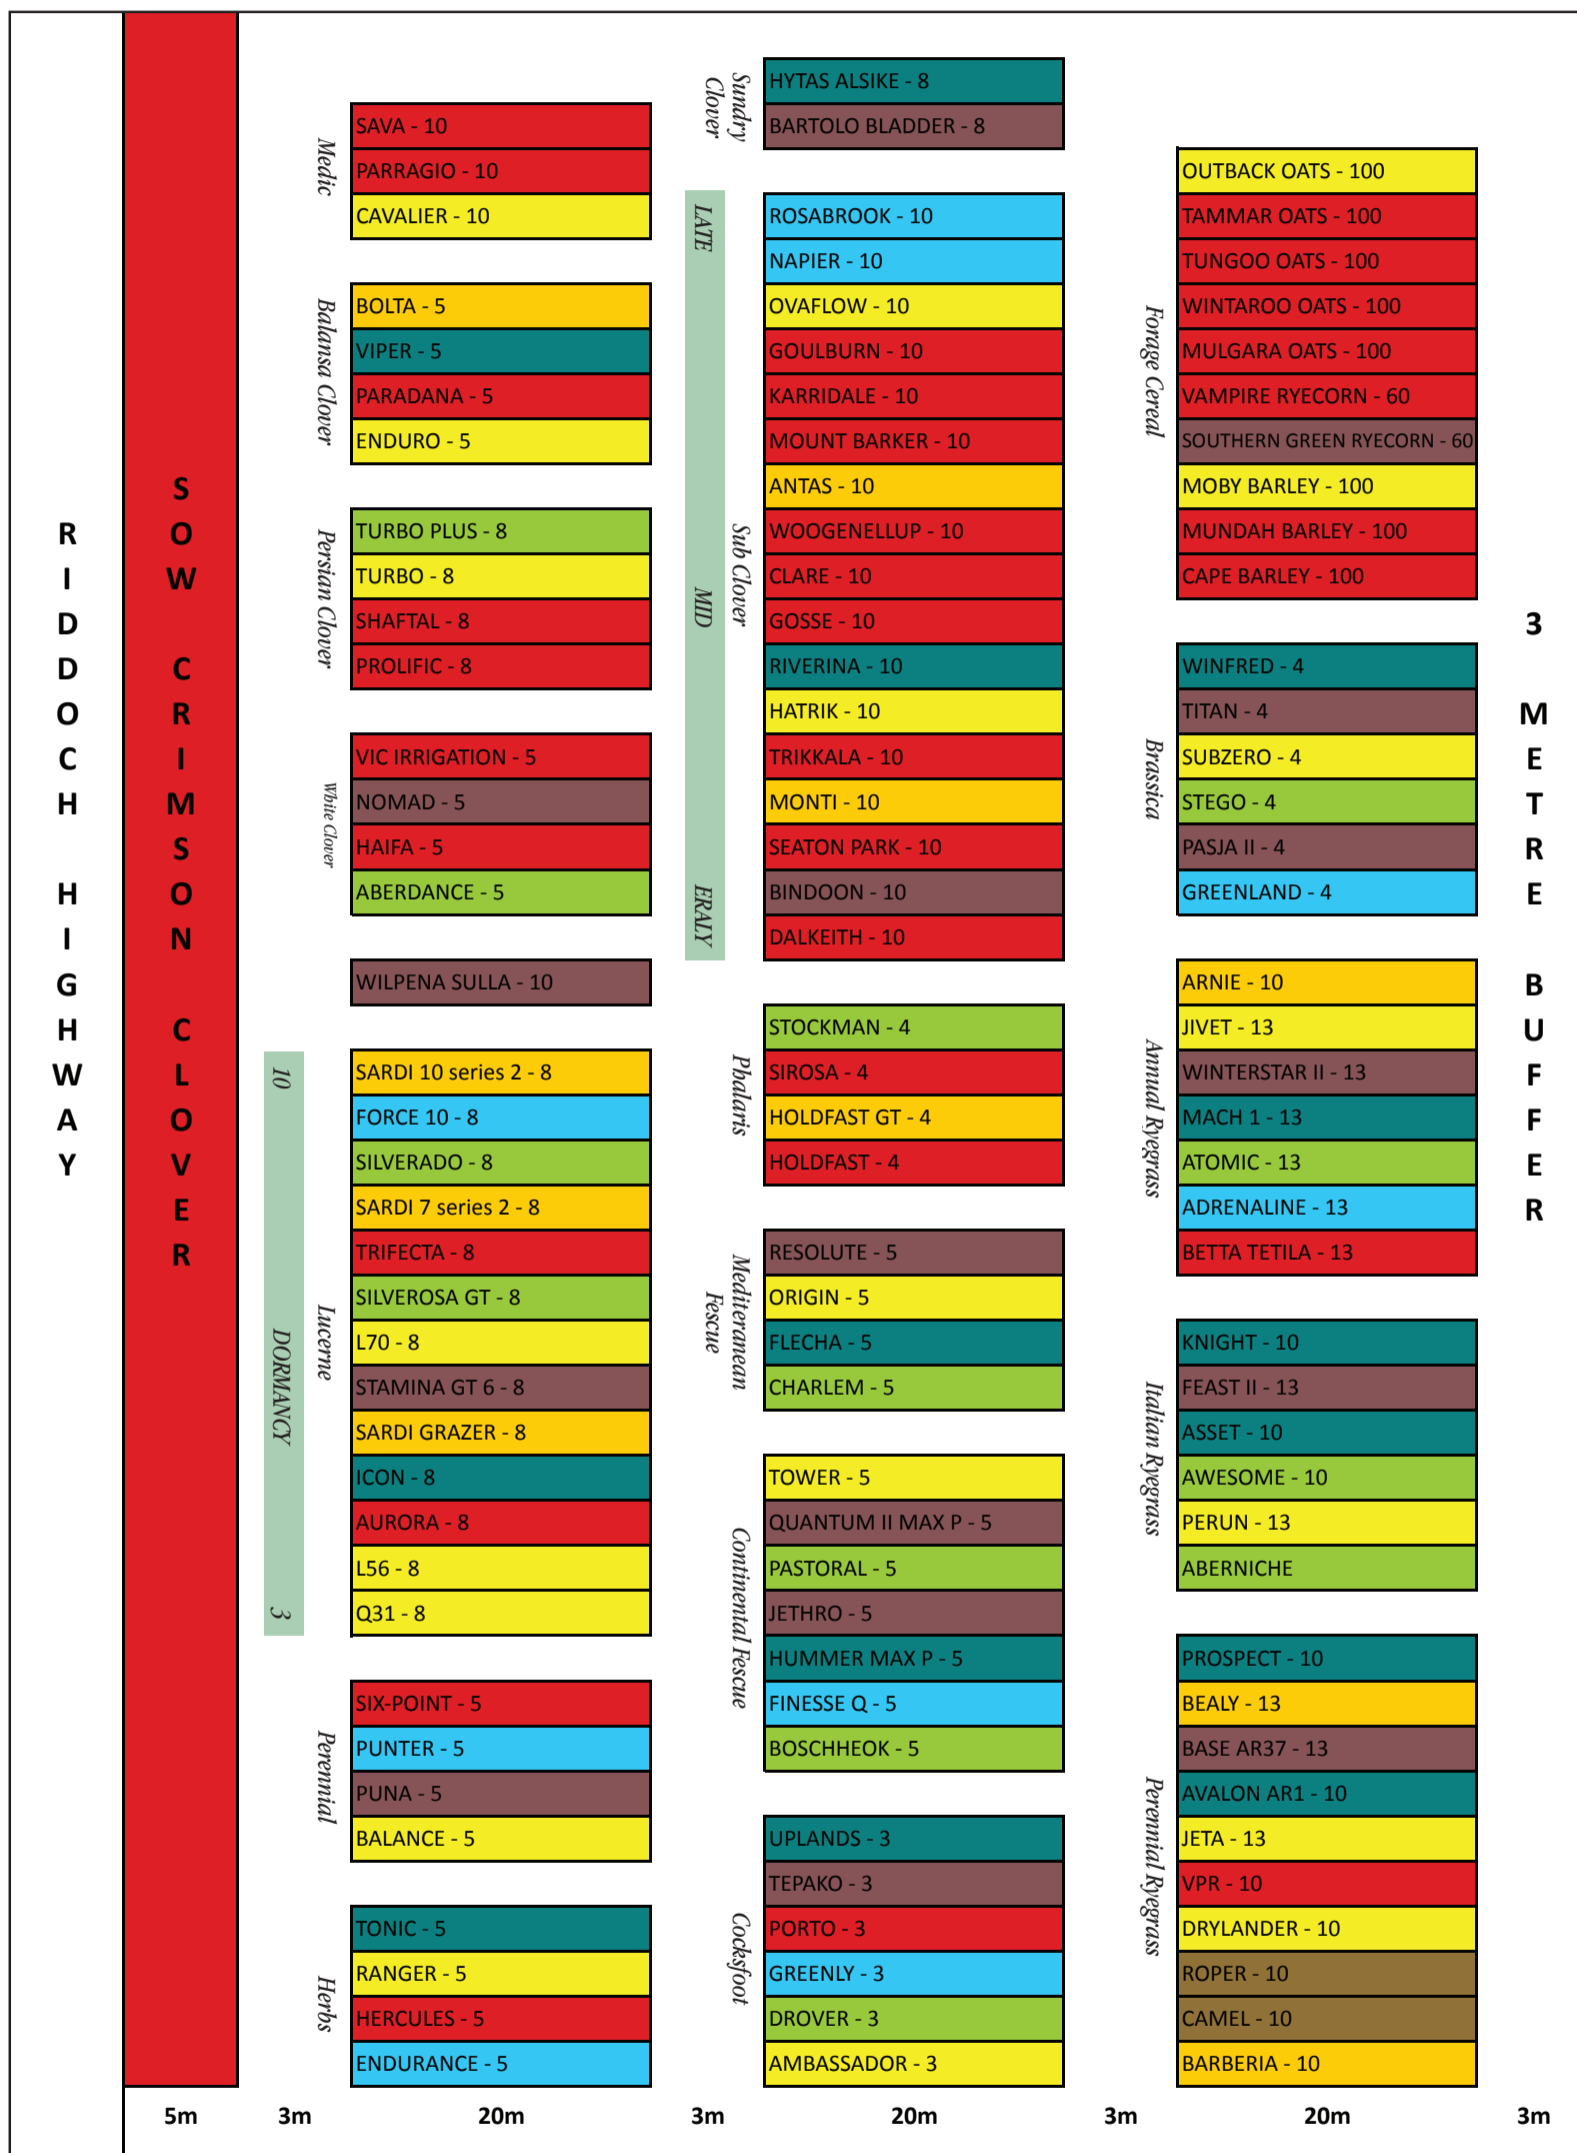 RIDDOCH HIGHWAY
SOW CRIMSON CLOVER
Medic
SAVA - 10
PARRAGIO - 10
CAVALIER - 10
Balansa Clover
BOLTA - 5
VIPER - 5
PARADANA - 5
ENDURO - 5
Persian Clover
TURBO PLUS - 8
TURBO - 8
SHAFTAL - 8
PROLIFIC - 8
White Clover
VIC IRRIGATION - 5
NOMAD - 5
HAIFA - 5
ABERDANCE - 5
WILPENA SULLA - 10
10
DORMANCY
3
Lucerne
SARDI 10 series 2 - 8
FORCE 10 - 8
SILVERADO - 8
SARDI 7 series 2 - 8
TRIFECTA - 8
SILVEROSA GT - 8
L70 - 8
STAMINA GT 6 - 8
SARDI GRAZER - 8
ICON - 8
AURORA - 8
L56 - 8
Q31 - 8
Perennial
SIX-POINT - 5
PUNTER - 5
PUNA - 5
BALANCE - 5
Herbs
TONIC - 5
RANGER - 5
HERCULES - 5
ENDURANCE - 5
Sundry
Clover
HYTAS ALSIKE - 8
BARTOLO BLADDER - 8
LATE
MID
ERALY
Sub Clover
ROSABROOK - 10
NAPIER - 10
OVAFLOW - 10
GOULBURN - 10
KARRIDALE - 10
MOUNT BARKER - 10
ANTAS - 10
WOOGENELLUP - 10
CLARE - 10
GOSSE - 10
RIVERINA - 10
HATRIK - 10
TRIKKALA - 10
MONTI - 10
SEATON PARK - 10
BINDOON - 10
DALKEITH - 10
Phalaris
STOCKMAN - 4
SIROSA - 4
HOLDFAST GT - 4
HOLDFAST - 4
Mediteranean
Fescue
RESOLUTE - 5
ORIGIN - 5
FLECHA - 5
CHARLEM - 5
Continental Fescue
TOWER - 5
QUANTUM II MAX P - 5
PASTORAL - 5
JETHRO - 5
HUMMER MAX P - 5
FINESSE Q - 5
BOSCHHEOK - 5
Cocksfoot
UPLANDS - 3
TEPAKO - 3
PORTO - 3
GREENLY - 3
DROVER - 3
AMBASSADOR - 3
Forage Cereal
OUTBACK OATS - 100
TAMMAR OATS - 100
TUNGOO OATS - 100
WINTAROO OATS - 100
MULGARA OATS - 100
VAMPIRE RYECORN - 60
SOUTHERN GREEN RYECORN - 60
MOBY BARLEY - 100
MUNDAH BARLEY - 100
CAPE BARLEY - 100
Brassica
WINFRED - 4
TITAN - 4
SUBZERO - 4
STEGO - 4
PASJA II - 4
GREENLAND - 4
Annual Ryegrass
ARNIE - 10
JIVET - 13
WINTERSTAR II - 13
MACH 1 - 13
ATOMIC - 13
ADRENALINE - 13
BETTA TETILA - 13
Italian Ryegrass
KNIGHT - 10
FEAST II - 13
ASSET - 10
AWESOME - 10
PERUN - 13
ABERNICHE
Perennial Ryegrass
PROSPECT - 10
BEALY - 13
BASE AR37 - 13
AVALON AR1 - 10
JETA - 13
VPR - 10
DRYLANDER - 10
ROPER - 10
CAMEL - 10
BARBERIA - 10
3 METRE BUFFER
5m 3m 20m 3m 20m 3m 20m 3m